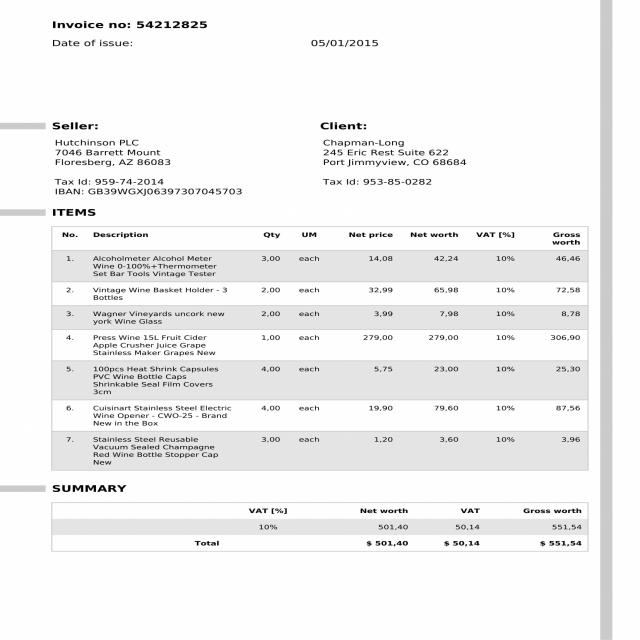 Invoice no: 54212825
Date of issue: 05/01/2015
Seller: Client:
Hutchinson PLC Chapman-Long
7046 Barrett Mount 245 Eric Rest Suite 622
Floresberg, AZ 86083 Port Jimmyview, CO 68684
Tax Id: 959-74-2014 Tax Id: 953-85-0282
IBAN: GB39WGXJ06397307045703
ITEMS
No. Description Qty UM Net price Net worth VAT [%] Gross
worth
1. Alcoholmeter Alcohol Meter 3,00 each 14,08 42,24 10% 46,46
Wine 0-100%+Thermometer
Set Bar Tools Vintage Tester
2. Vintage Wine Basket Holder - 3 2,00 each 32,99 65,98 10% 72,58
Bottles
3. Wagner Vineyards uncork new 2,00 each 3,99 7,98 10% 8,78
york Wine Glass
4. Press Wine 15L Fruit Cider 1,00 each 279,00 279,00 10% 306,90
Apple Crusher Juice Grape
Stainless Maker Grapes New
5. 100pcs Heat Shrink Capsules 4,00 each 5,75 23,00 10% 25,30
PVC Wine Bottle Caps
Shrinkable Seal Film Covers
3cm
6. Cuisinart Stainless Steel Electric 4,00 each 19,90 79,60 10% 87,56
Wine Opener - CWO-25 - Brand
New in the Box
7. Stainless Steel Reusable 3,00 each 1,20 3,60 10% 3,96
Vacuum Sealed Champagne
Red Wine Bottle Stopper Cap
New
SUMMARY
VAT [%] Net worth VAT Gross worth
10% 501,40 50,14 551,54
Total $ 501,40 $ 50,14 $ 551,54